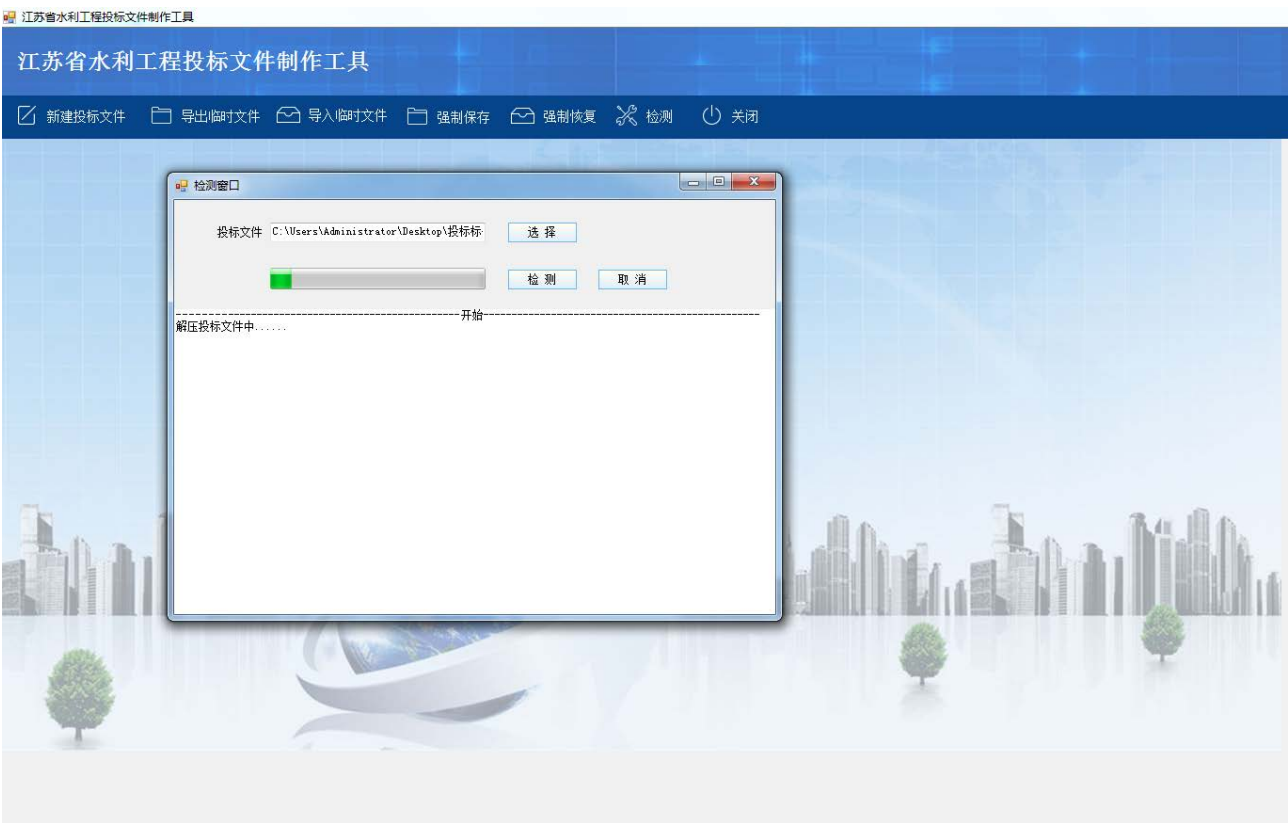 江苏省水利工程投标文件制作工具
江苏省水利工程投标文件制作工具
新建投标文件 导出临时文件 导入临时文件 强制保存 强制恢复 检测 关闭
检测窗口
投标文件 C:\Users\Administrator\Desktop\投标标 选 择
检 测 取 消
--------------------------------------------------开始--------------------------------------------------
解压投标文件中......